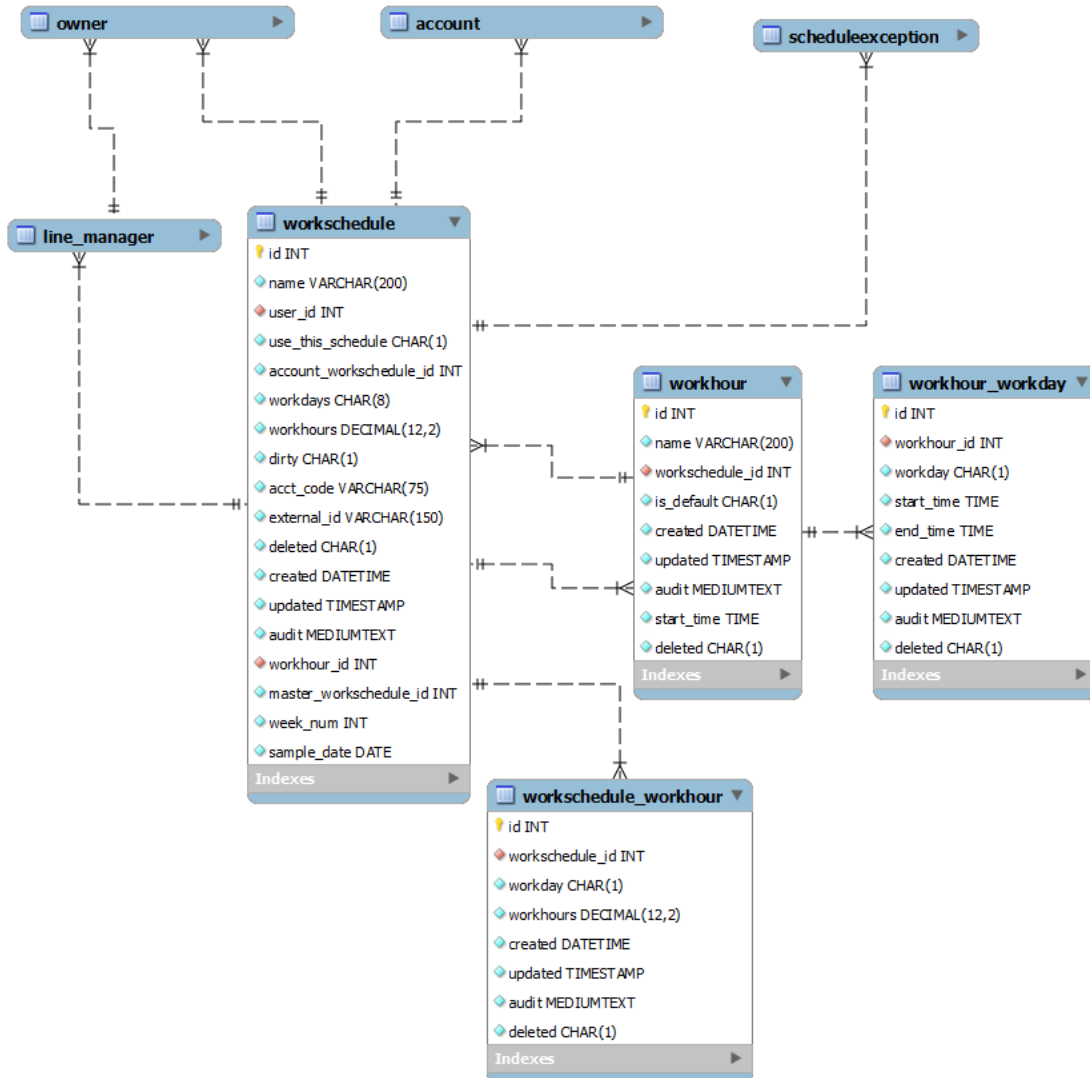 owner
account
scheduleexception
line_manager
workschedule
id INT
name VARCHAR(200)
user_id INT
use_this_schedule CHAR(1)
account_workschedule_id INT
workdays CHAR(8)
workhours DECIMAL(12,2)
dirty CHAR(1)
acct_code VARCHAR(75)
external_id VARCHAR(150)
deleted CHAR(1)
created DATETIME
updated TIMESTAMP
audit MEDIUMTEXT
workhour_id INT
master_workschedule_id INT
week_num INT
sample_date DATE
Indexes
workhour
id INT
name VARCHAR(200)
workschedule_id INT
is_default CHAR(1)
created DATETIME
updated TIMESTAMP
audit MEDIUMTEXT
start_time TIME
deleted CHAR(1)
Indexes
workhour_workday
id INT
workhour_id INT
workday CHAR(1)
start_time TIME
end_time TIME
created DATETIME
updated TIMESTAMP
audit MEDIUMTEXT
deleted CHAR(1)
Indexes
workschedule_workhour
id INT
workschedule_id INT
workday CHAR(1)
workhours DECIMAL(12,2)
created DATETIME
updated TIMESTAMP
audit MEDIUMTEXT
deleted CHAR(1)
Indexes